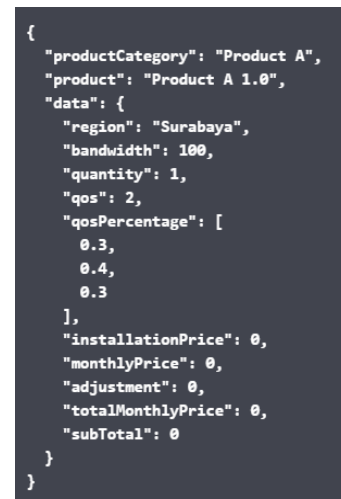 {
  "productCategory": "Product A",
  "product": "Product A 1.0",
  "data": {
    "region": "Surabaya",
    "bandwidth": 100,
    "quantity": 1,
    "qos": 2,
    "qosPercentage": [
      0.3,
      0.4,
      0.3
    ],
    "installationPrice": 0,
    "monthlyPrice": 0,
    "adjustment": 0,
    "totalMonthlyPrice": 0,
    "subTotal": 0
  }
}